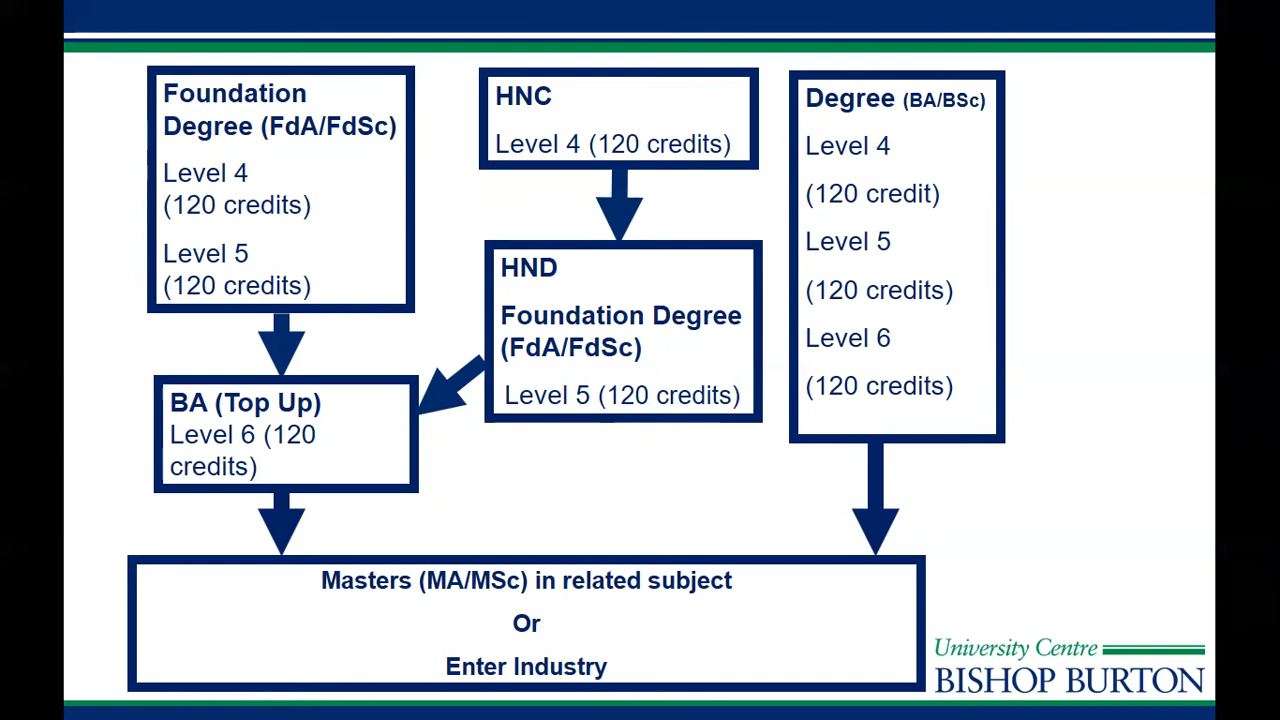 Foundation
Degree (FdA/FdSc)
Level 4
(120 credits)
Level 5
(120 credits)
HNC
Level 4 (120 credits)
Degree (BA/BSc)
Level 4
(120 credit)
Level 5
(120 credits)
Level 6
(120 credits)
HND
Foundation Degree
(FdA/FdSc)
Level 5 (120 credits)
BA (Top Up)
Level 6 (120
credits)
Masters (MA/MSc) in related subject
Or
Enter Industry
University Centre
BISHOP BURTON